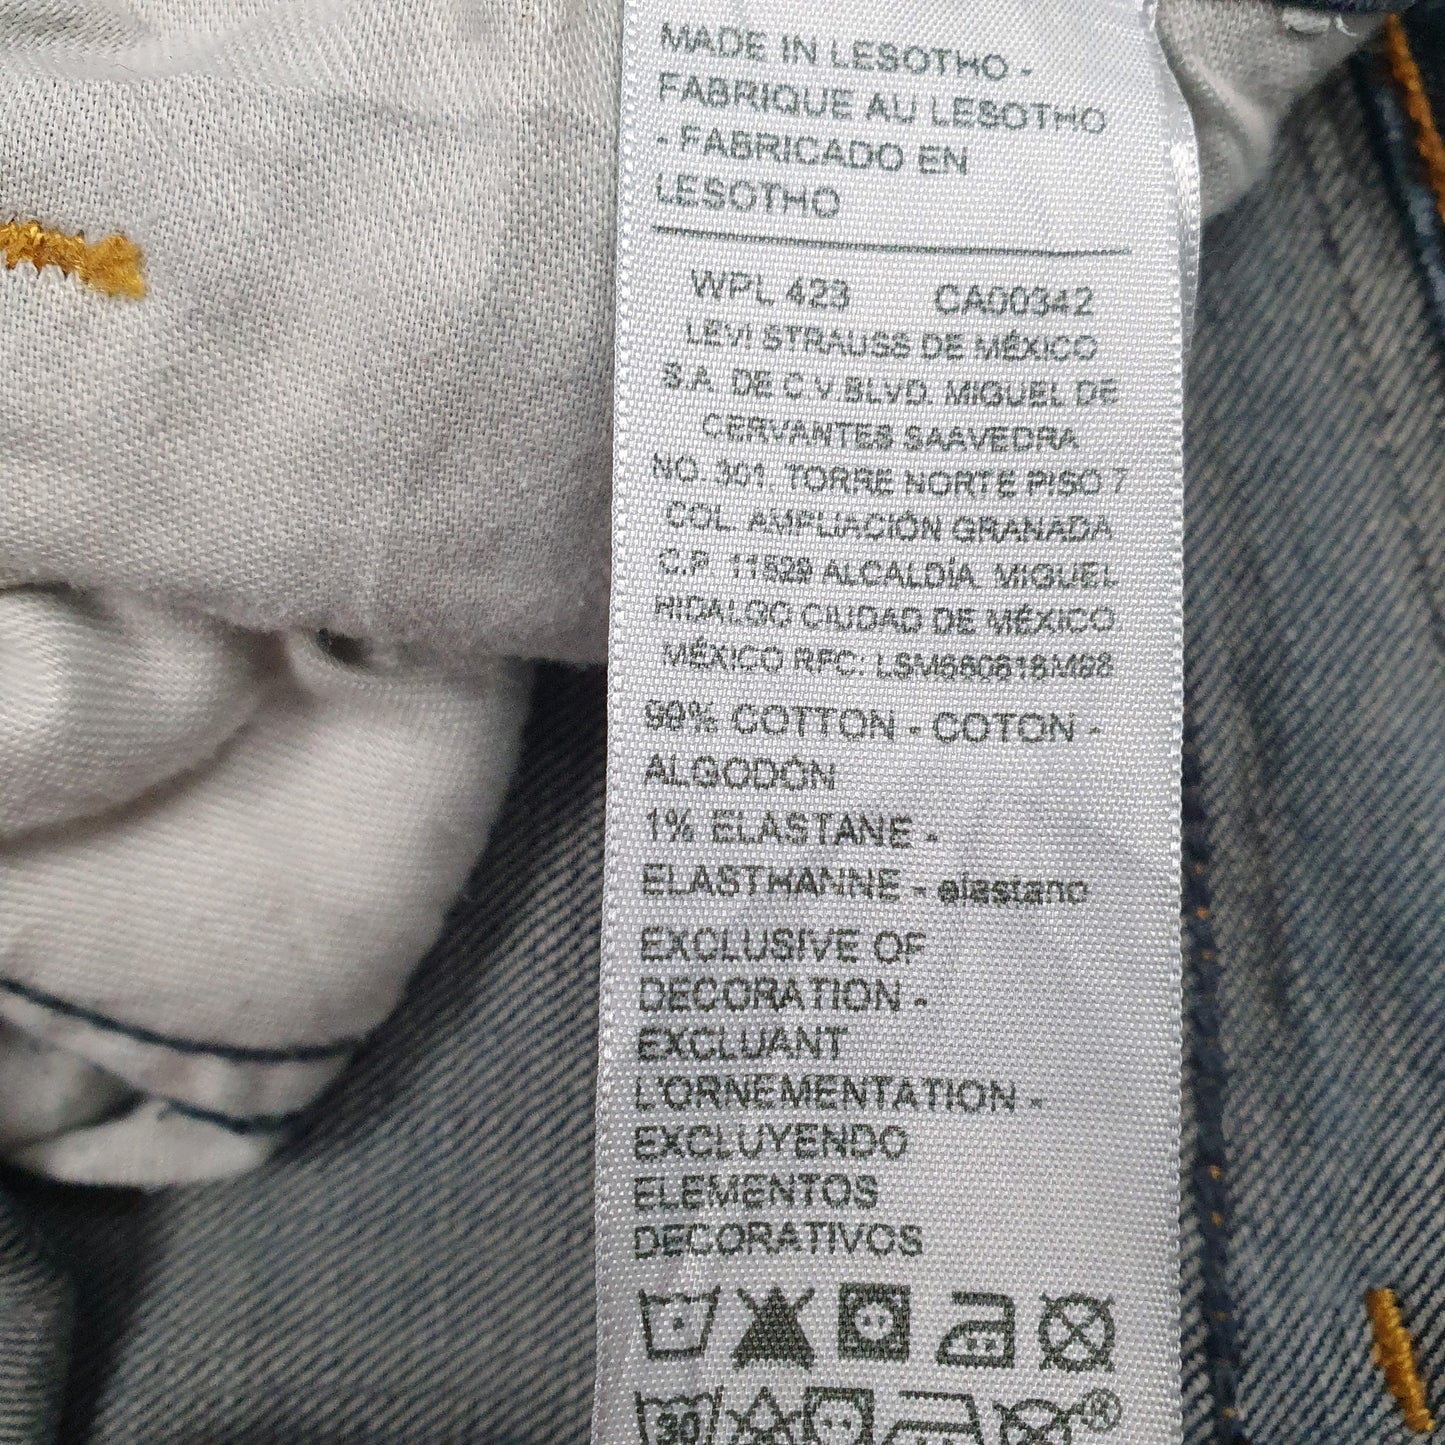 MADE IN LESOTHO -
FABRIQUE AU LESOTHO
- FABRICADO EN
LESOTHO
WPL 423 CA00342
LEVI STRAUSS DE MÉXICO
S.A. DE C V BLVD. MIGUEL DE
CERVANTES SAAVEDRA
NO. 301 TORRE NORTE PISO 7
COL. AMPLIACIÓN GRANADA
C.P. 11529 ALCALDÍA MIGUEL
HIDALGO CIUDAD DE MÉXICO
MÉXICO RFC:
99% COTTON - COTON -
ALGODÓN
1% ELASTANE -
ELASTHANNE - elastano
EXCLUSIVE OF
DECORATION -
EXCLUANT
L'ORNEMENTATION -
EXCLUYENDO
ELEMENTOS
DECORATIVOS
30 ®